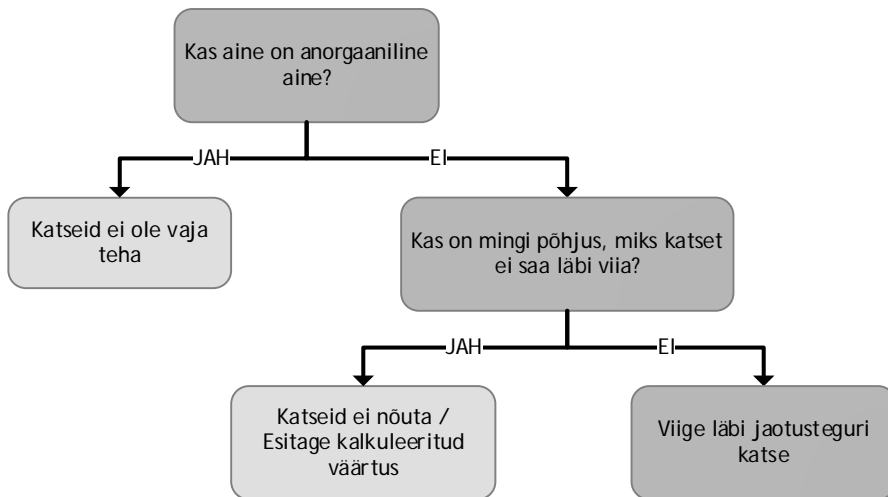 Kas aine on anorgaaniline
aine?
JAH
EI
Katseid ei ole vaja
teha
Kas on mingi põhjus, miks katset
ei saa läbi viia?
JAH
EI
Katseid ei nõuta /
Esitage kalkuleeritud
väärtus
Viige läbi jaotusteguri
katse